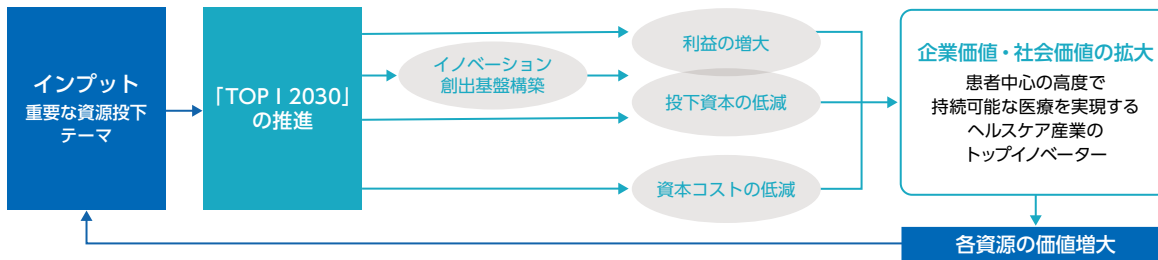 インプット
重要な資源投下
テーマ
「TOP I 2030」
の推進
イノベーション
創出基盤構築
利益の増大
投下資本の低減
資本コストの低減
企業価値・社会価値の拡大
患者中心の高度で
持続可能な医療を実現する
ヘルスケア産業の
トップイノベーター
各資源の価値増大